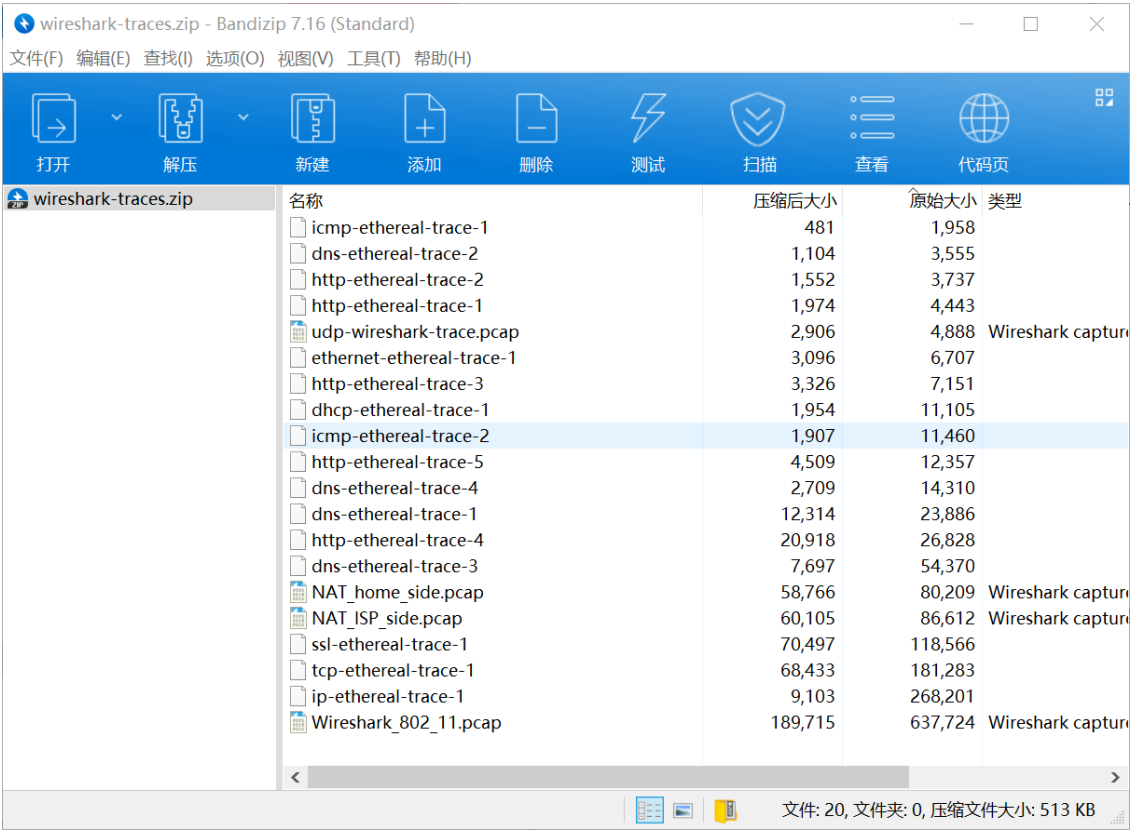 wireshark-traces.zip - Bandizip 7.16 (Standard)
文件(F) 编辑(E) 查找(I) 选项(O) 视图(V) 工具(T) 帮助(H)
打开 解压 新建 添加 删除 测试 扫描 查看 代码页
wireshark-traces.zip
名称 压缩后大小 原始大小 类型
icmp-ethereal-trace-1 481 1,958
dns-ethereal-trace-2 1,104 3,555
http-ethereal-trace-2 1,552 3,737
http-ethereal-trace-1 1,974 4,443
udp-wireshark-trace.pcap 2,906 4,888 Wireshark capture
ethernet-ethereal-trace-1 3,096 6,707
http-ethereal-trace-3 3,326 7,151
dhcp-ethereal-trace-1 1,954 11,105
icmp-ethereal-trace-2 1,907 11,460
http-ethereal-trace-5 4,509 12,357
dns-ethereal-trace-4 2,709 14,310
dns-ethereal-trace-1 12,314 23,886
http-ethereal-trace-4 20,918 26,828
dns-ethereal-trace-3 7,697 54,370
NAT_home_side.pcap 58,766 80,209 Wireshark capture
NAT_ISP_side.pcap 60,105 86,612 Wireshark capture
ssl-ethereal-trace-1 70,497 118,566
tcp-ethereal-trace-1 68,433 181,283
ip-ethereal-trace-1 9,103 268,201
Wireshark_802_11.pcap 189,715 637,724 Wireshark capture
文件: 20, 文件夹: 0, 压缩文件大小: 513 KB